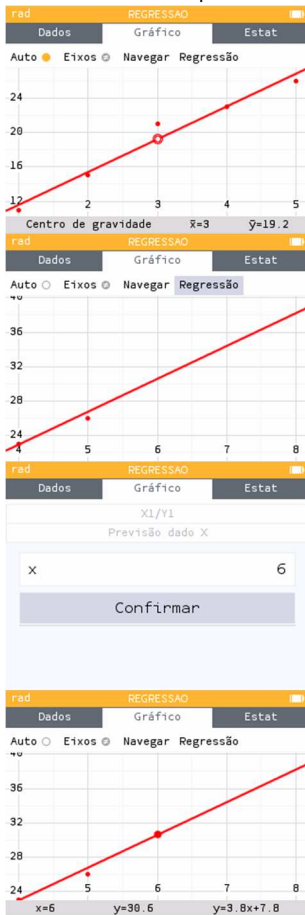 rad REGRESSAO
Dados Gráfico Estat
Auto Eixos Navegar Regressão
24
20
16
12
2 3 4 5
Centro de gravidade x̄=3 ȳ=19.2
rad REGRESSAO
Dados Gráfico Estat
Auto Eixos Navegar Regressão
40
36
32
28
24
4 5 6 7 8
rad REGRESSAO
Dados Gráfico Estat
X1/Y1
Previsão dado X
x 6
Confirmar
rad REGRESSAO
Dados Gráfico Estat
Auto Eixos Navegar Regressão
40
36
32
28
24
5 6 7 8
x=6 y=30.6 y=3.8x+7.8